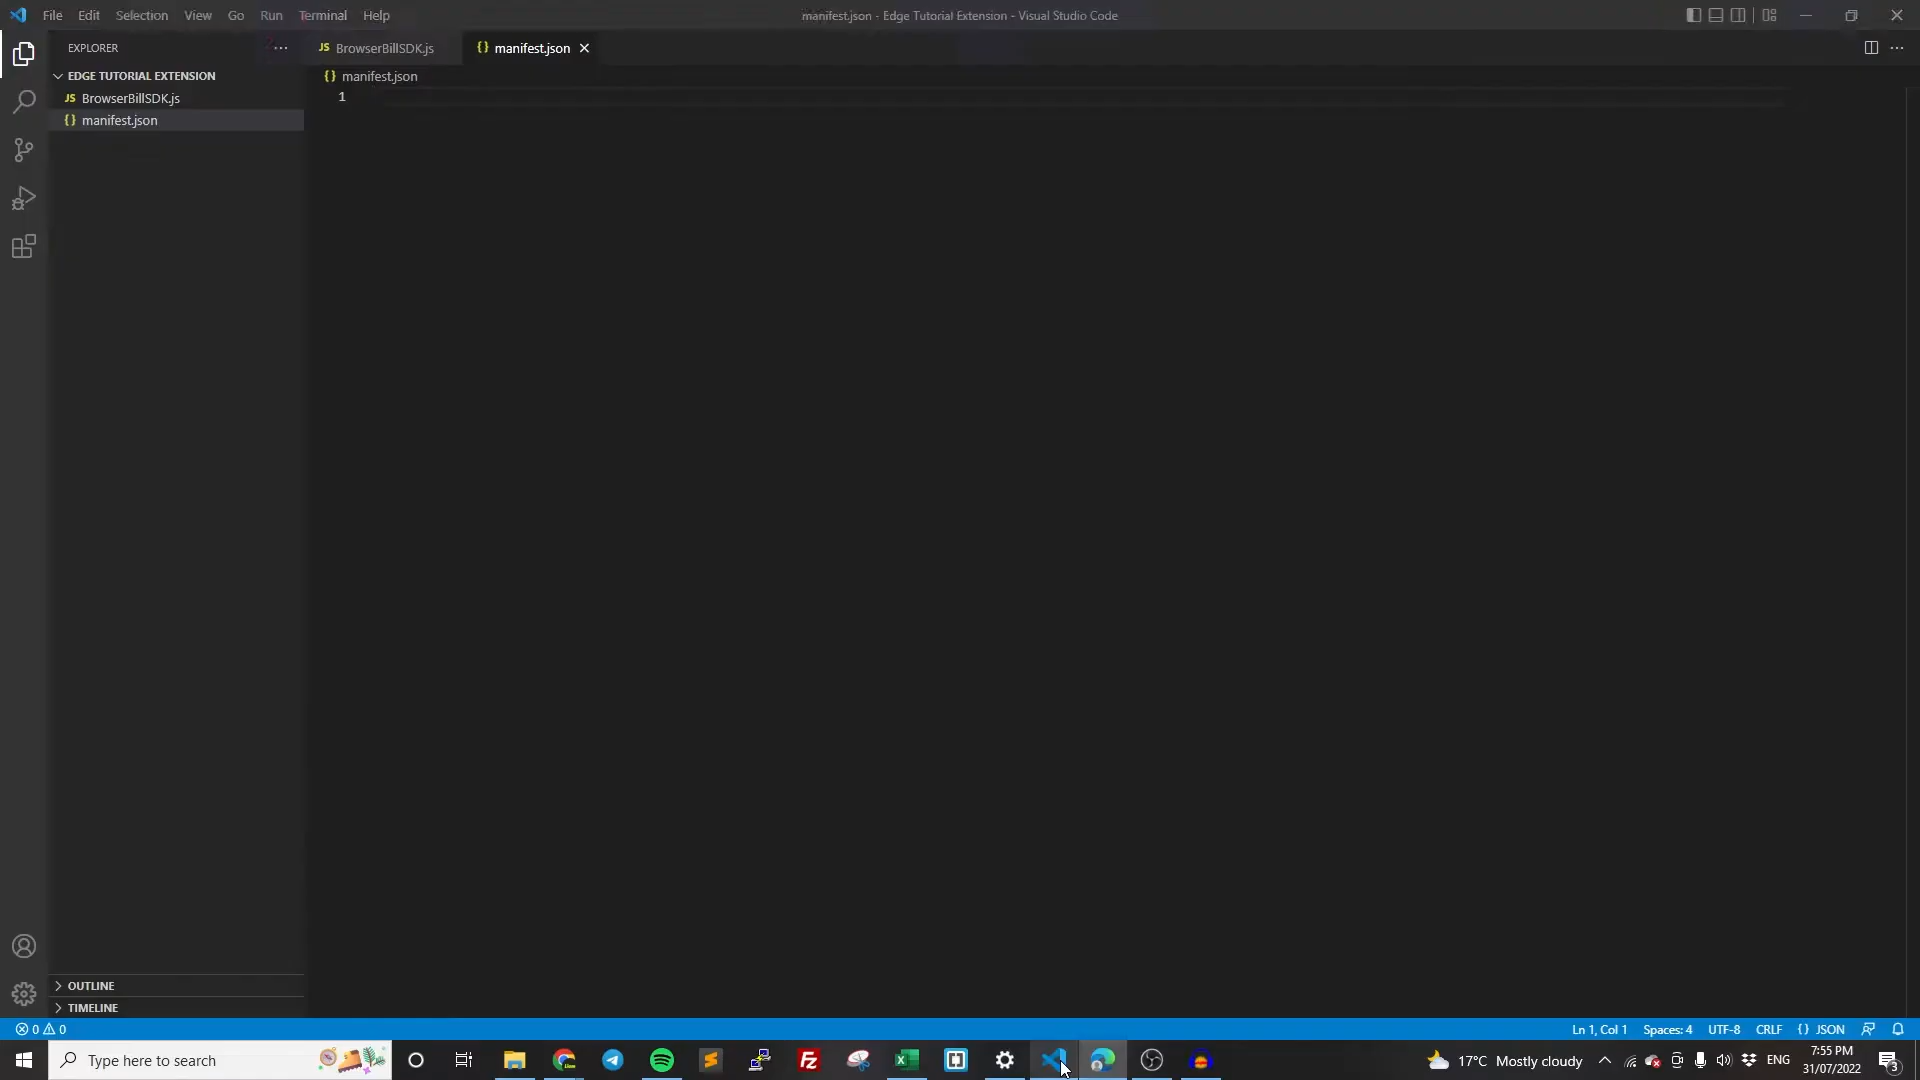 File Edit Selection View Go Run Terminal Help
manifest.json - Edge Tutorial Extension - Visual Studio Code
EXPLORER
JS BrowserBillSDK.js
{} manifest.json
EDGE TUTORIAL EXTENSION
{} manifest.json
JS BrowserBillSDK.js
1
{} manifest.json
OUTLINE
TIMELINE
0 0
Ln 1, Col 1 Spaces: 4 UTF-8 CRLF {} JSON
Type here to search
17°C Mostly cloudy
ENG
7:55 PM
31/07/2022
3